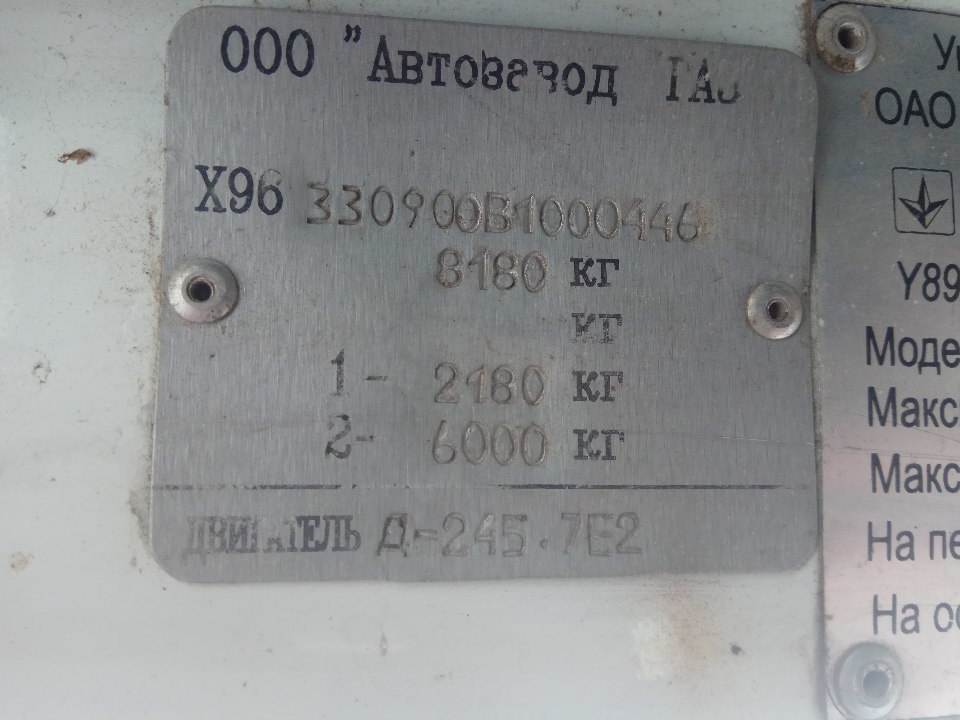 ООО "Автозавод ГАЗ
X96 330900B1000446
8180 кг
кг
1- 2180 кг
2- 6000 кг
ДВИГАТЕЛЬ Д-245.7Е2
ОАО
Y89
Моде
Макс
Макс
На пе
На ос